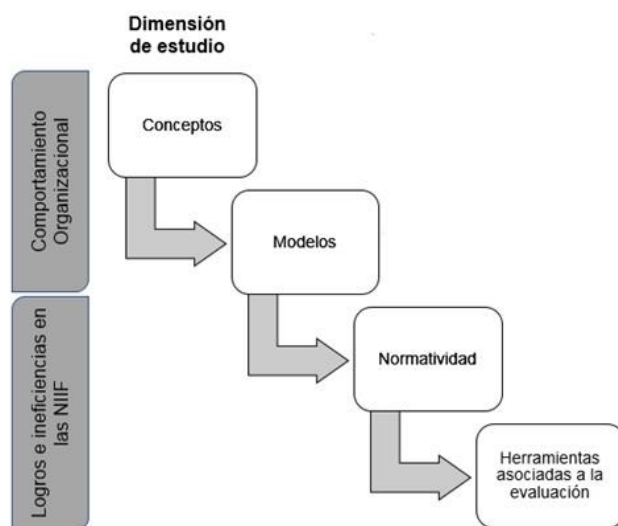 Dimensión
de estudio
Comportamiento
Organizacional
Conceptos
Modelos
Logros e ineficiencias en
las NIIF
Normatividad
Herramientas
asociadas a la
evaluación